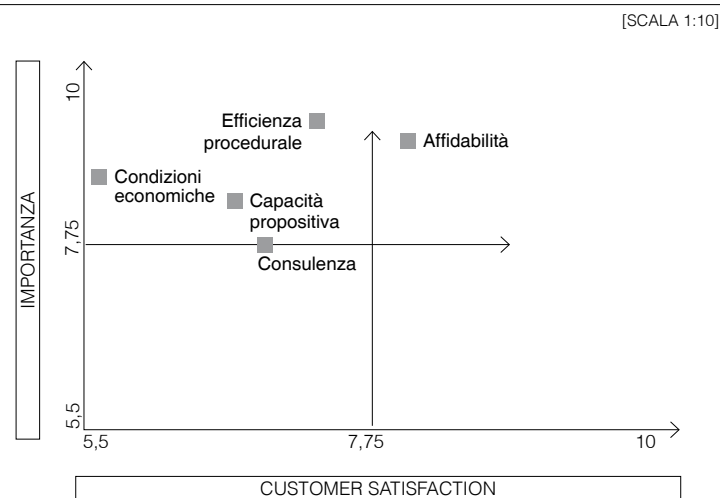 [SCALA 1:10]
IMPORTANZA
10
7,75
5,5
Efficienza
procedurale
Affidabilità
Condizioni
economiche
Capacità
propositiva
Consulenza
5,5
7,75
10
CUSTOMER SATISFACTION